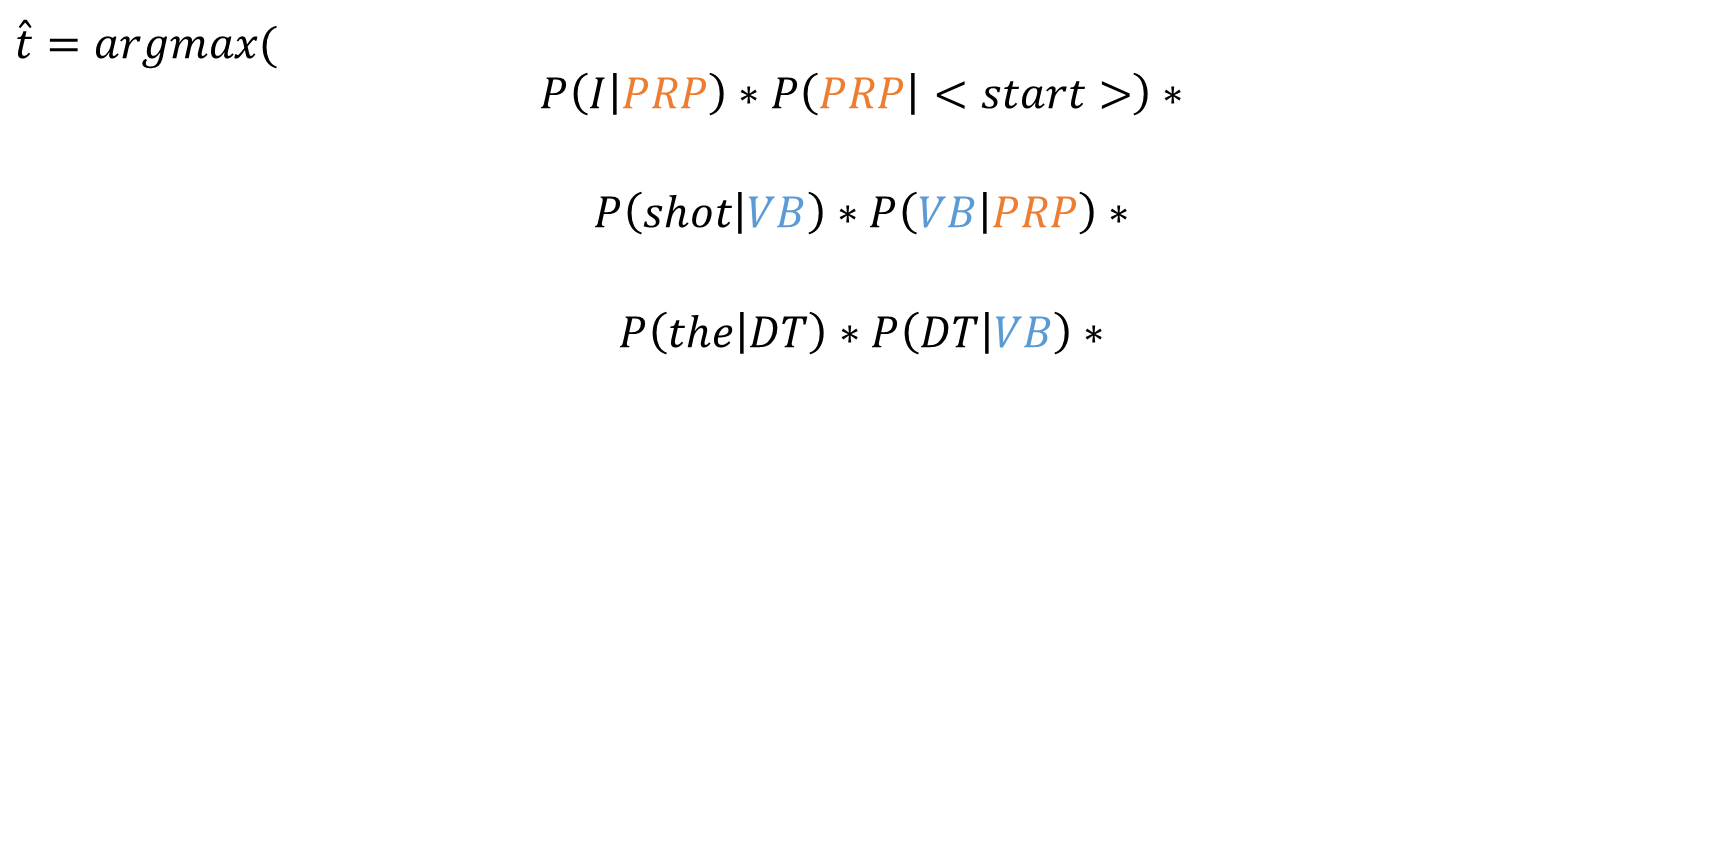 t̂ = argmax(
P(I|PRP) ∗ P(PRP| < start >) ∗
P(shot|VB) ∗ P(VB|PRP) ∗
P(the|DT) ∗ P(DT|VB) ∗